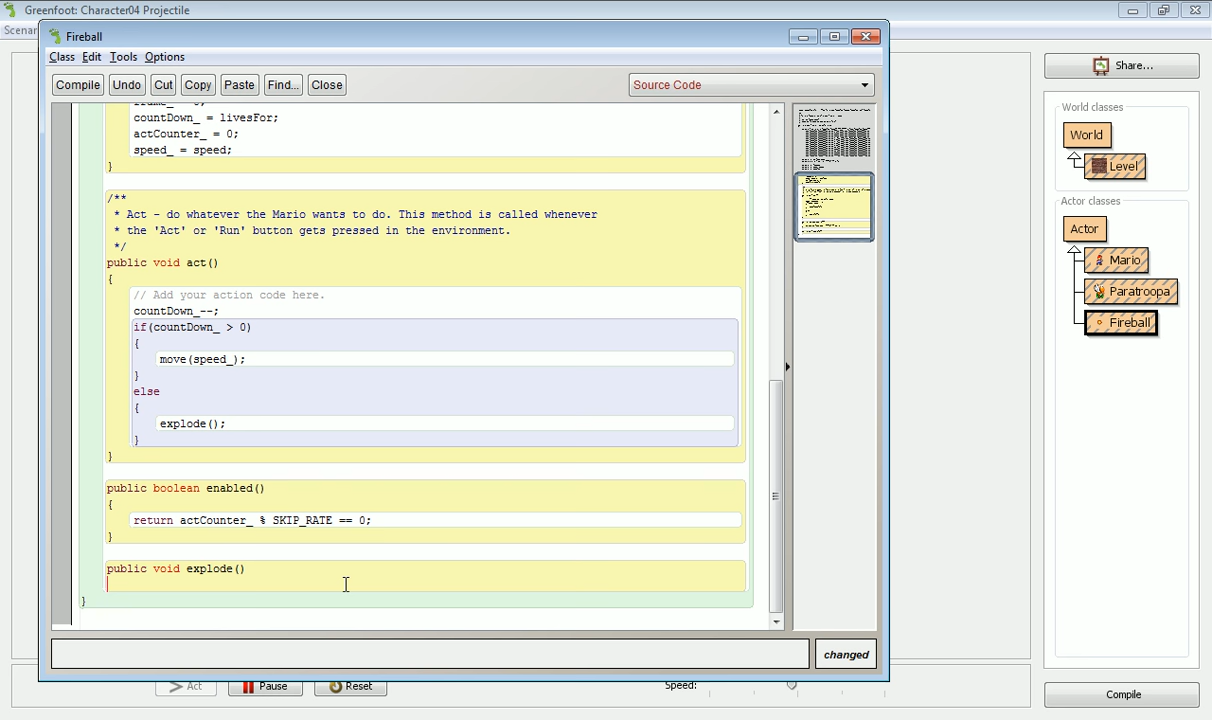 Greenfoot: Character04 Projectile
Scenar
Fireball
Class Edit Tools Options
Compile Undo Cut Copy Paste Find... Close Source Code
countDown_ = livesFor;
actCounter_ = 0;
speed_ = speed;
}
/**
* Act - do whatever the Mario wants to do. This method is called whenever
* the 'Act' or 'Run' button gets pressed in the environment.
*/
public void act()
{
// Add your action code here.
countDown_--;
if(countDown_ > 0)
{
move(speed_);
}
else
{
explode();
}
}
public boolean enabled()
{
return actCounter_ % SKIP_RATE == 0;
}
public void explode()
}
changed
Act Pause Reset Speed:
Share...
World classes
World
Level
Actor classes
Actor
Mario
Paratroopa
Fireball
Compile